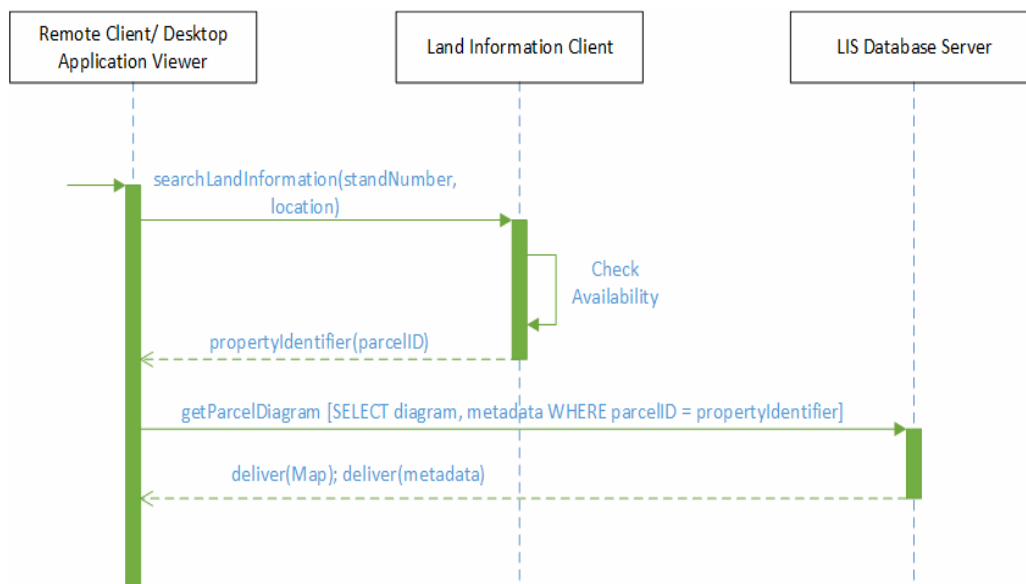 Remote Client/ Desktop
Application Viewer
Land Information Client
LIS Database Server
searchLandInformation(standNumber,
location)
Check
Availability
propertyIdentifier(parcelID)
getParcelDiagram [SELECT diagram, metadata WHERE parcelID = propertyIdentifier]
deliver(Map); deliver(metadata)